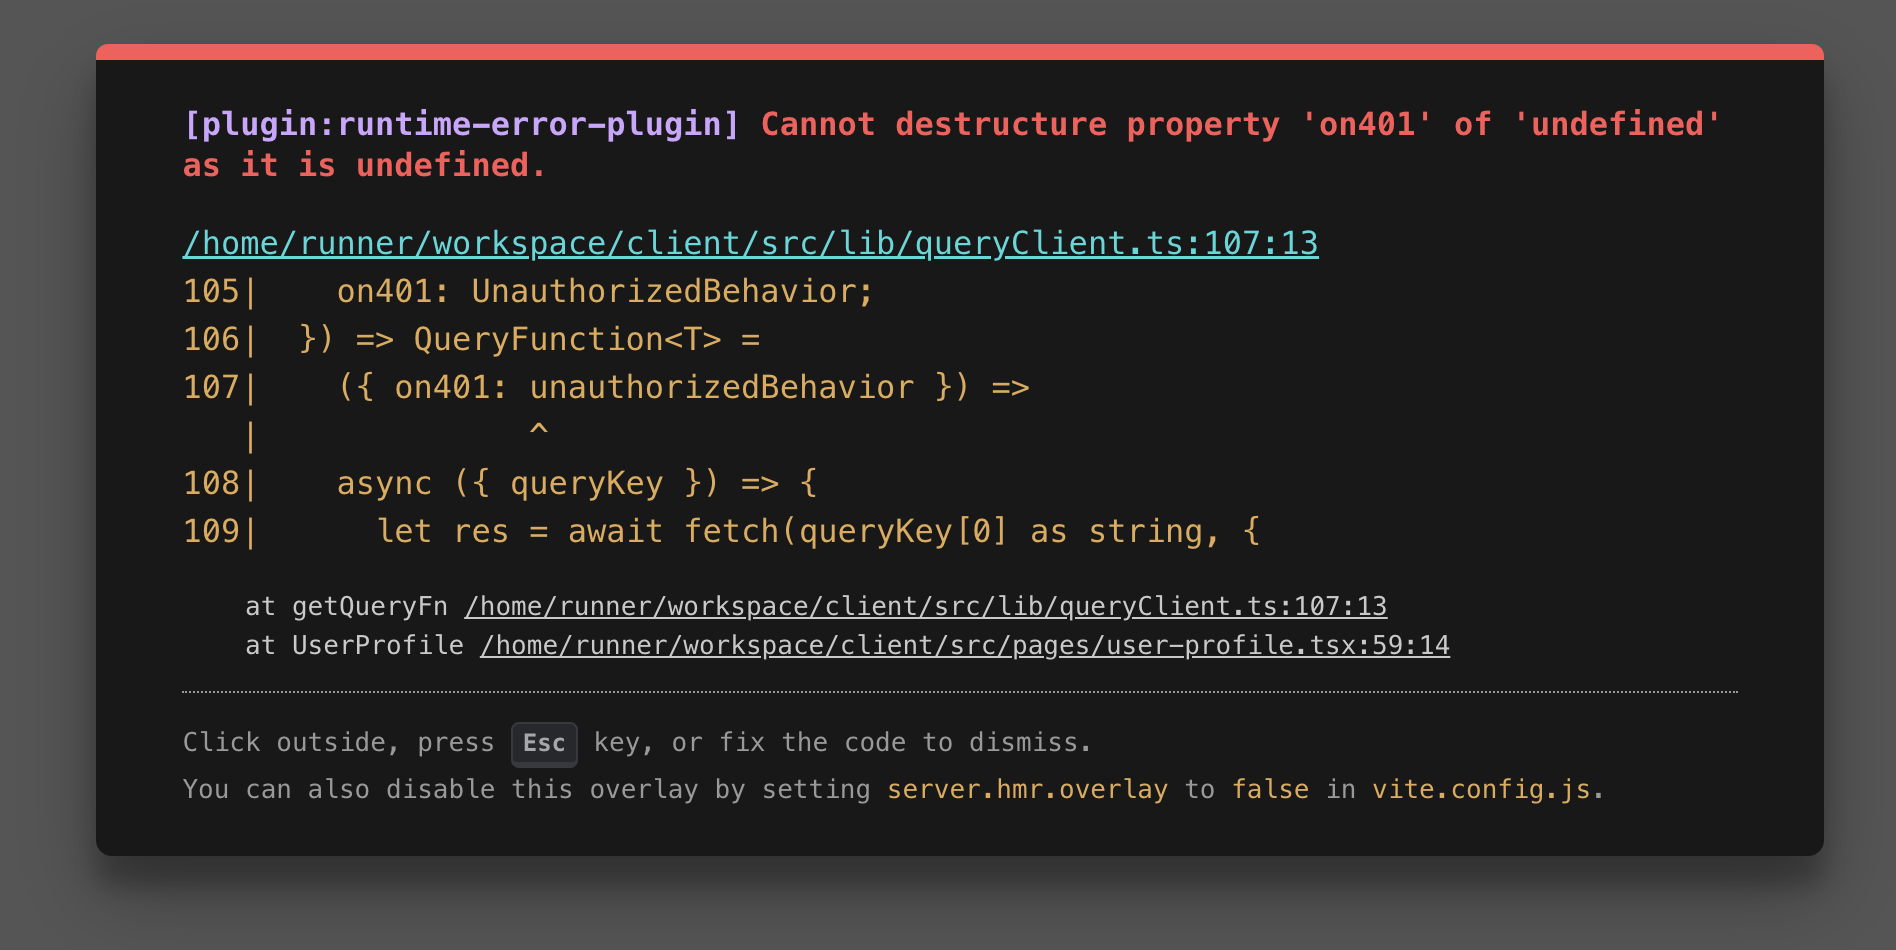 [plugin:runtime-error-plugin] Cannot destructure property 'on401' of 'undefined'
as it is undefined.
/home/runner/workspace/client/src/lib/queryClient.ts:107:13
105|    on401: UnauthorizedBehavior;
106|  }) => QueryFunction<T> =
107|    ({ on401: unauthorizedBehavior }) =>
   |              ^
108|    async ({ queryKey }) => {
109|      let res = await fetch(queryKey[0] as string, {
at getQueryFn /home/runner/workspace/client/src/lib/queryClient.ts:107:13
at UserProfile /home/runner/workspace/client/src/pages/user-profile.tsx:59:14
Click outside, press Esc key, or fix the code to dismiss.
You can also disable this overlay by setting server.hmr.overlay to false in vite.config.js.